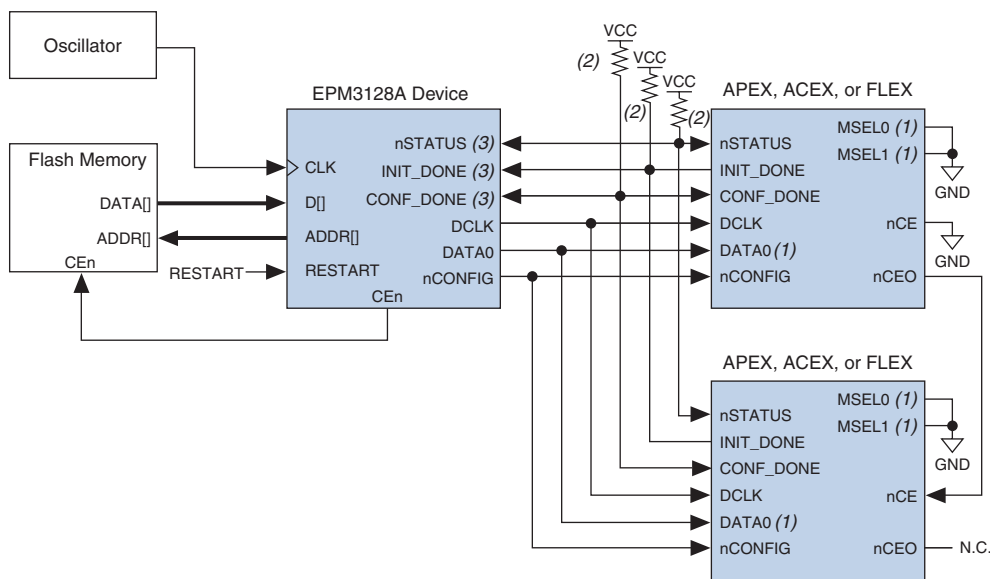 Oscillator
Flash Memory
DATA[]
ADDR[]
CEn
RESTART
EPM3128A Device
CLK
D[]
ADDR[]
RESTART
CEn
nSTATUS (3)
INIT_DONE (3)
CONF_DONE (3)
DCLK
DATA0
nCONFIG
VCC
(2)
VCC
(2)
VCC
(2)
APEX, ACEX, or FLEX
nSTATUS
INIT_DONE
CONF_DONE
DCLK
DATA0 (1)
nCONFIG
MSEL0 (1)
MSEL1 (1)
GND
nCE
GND
nCEO
APEX, ACEX, or FLEX
nSTATUS
INIT_DONE
CONF_DONE
DCLK
DATA0 (1)
nCONFIG
MSEL0 (1)
MSEL1 (1)
GND
nCE
nCEO
N.C.